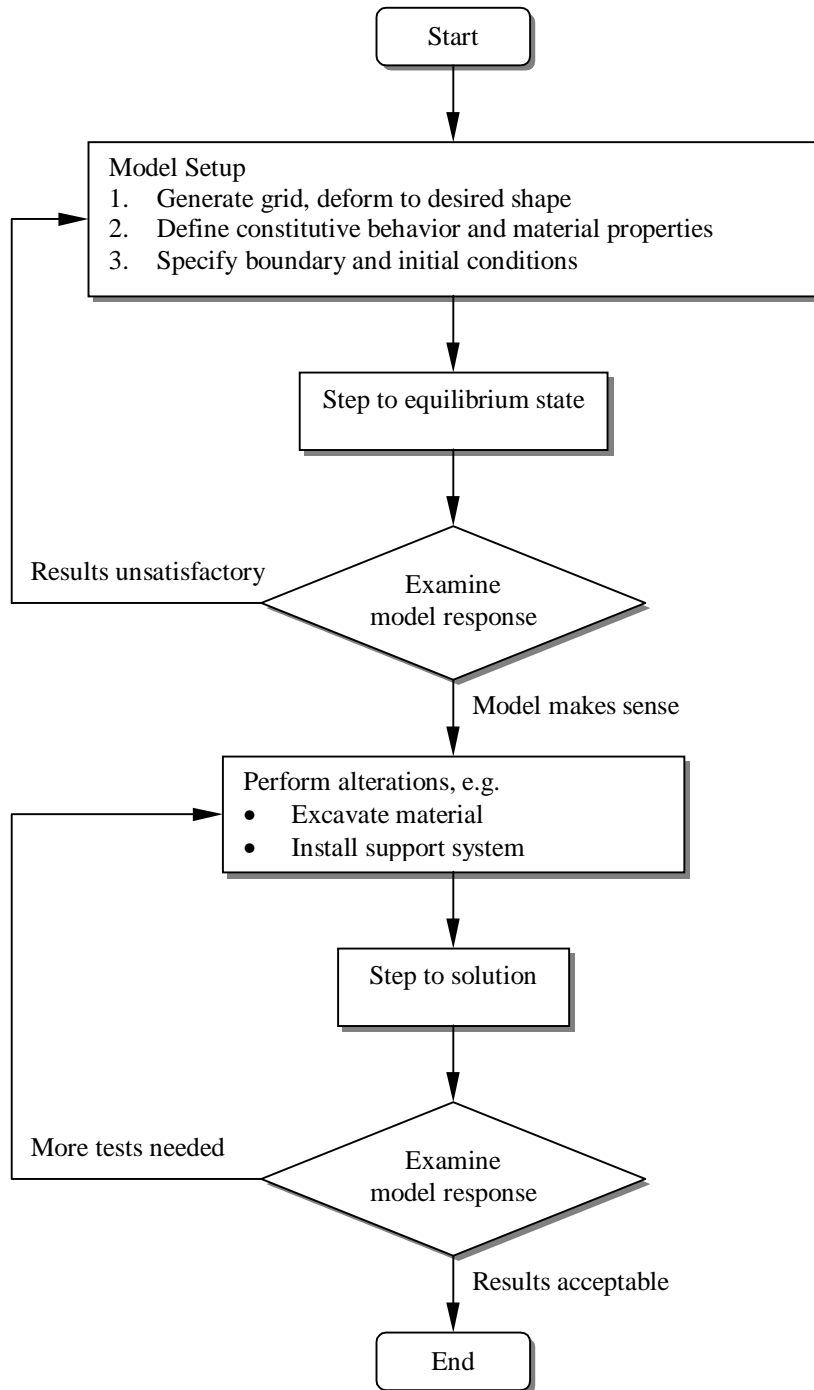 Start
Model Setup
1. Generate grid, deform to desired shape
2. Define constitutive behavior and material properties
3. Specify boundary and initial conditions
Step to equilibrium state
Results unsatisfactory
Examine
model response
Model makes sense
Perform alterations, e.g.
• Excavate material
• Install support system
Step to solution
More tests needed
Examine
model response
Results acceptable
End